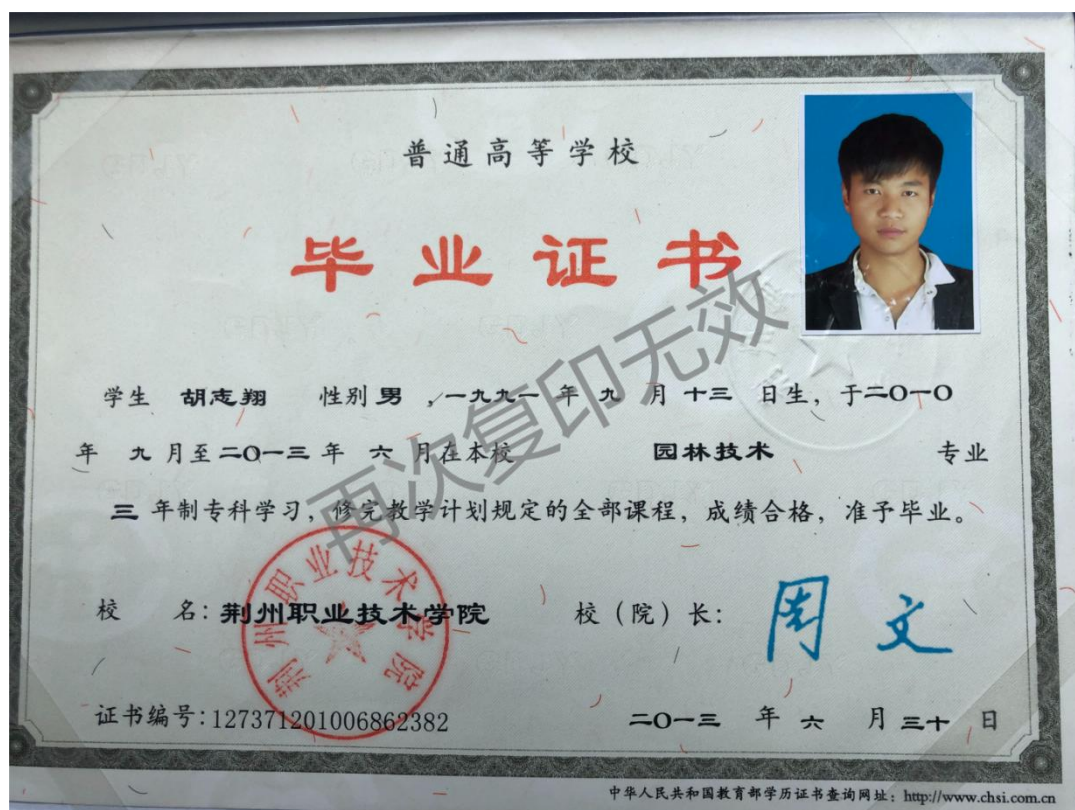 普通高等学校
毕业证书
学生 胡志翔 性别 男，一九九一年 九 月 十三 日生，于二〇一〇
年 九 月至二〇一三年 六 月在本校 园林技术 专业
三 年制专科学习，修完教学计划规定的全部课程，成绩合格，准予毕业。
再次复印无效
校 名：荆州职业技术学院 校（院）长：周文
荆州职业技术学院
证书编号：127371201006862382 二〇一三 年 六 月 三十 日
中华人民共和国教育部学历证书查询网址：http://www.chsi.com.cn